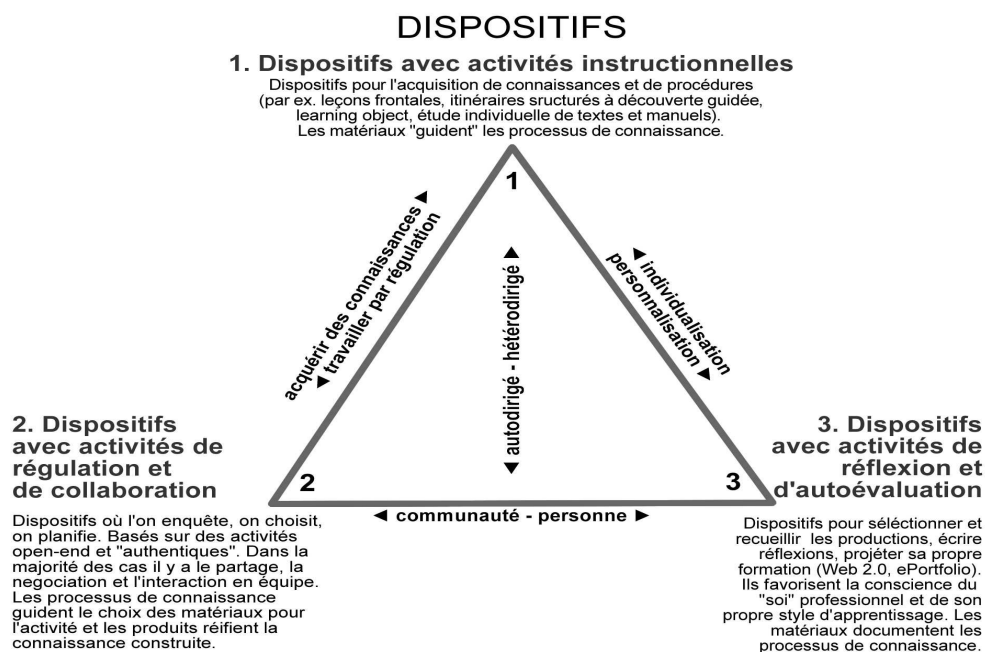 DISPOSITIFS
1. Dispositifs avec activités instructionnelles
Dispositifs pour l'acquisition de connaissances et de procédures
(par ex. leçons frontales, itinéraires sructurés à découverte guidée,
learning object, étude individuelle de textes et manuels).
Les matériaux "guident" les processus de connaissance.
1
acquérir des connaissances ►
◄ travailler par régulation
◄ autodirigé - hétérodirigé ►
◄ individualisation
personnalisation ►
2. Dispositifs
avec activités de
régulation et
de collaboration
Dispositifs où l'on enquête, on choisit,
on planifie. Basés sur des activités
open-end et "authentiques". Dans la
majorité des cas il y a le partage, la
negociation et l'interaction en équipe.
Les processus de connaissance
guident le choix des matériaux pour
l'activité et les produits réifient la
connaissance construite.
2
◄ communauté - personne ►
3
3. Dispositifs
avec activités de
réflexion et
d'autoévaluation
Dispositifs pour séléctionner et
recueillir les productions, écrire
réflexions, projéter sa propre
formation (Web 2.0, ePortfolio).
Ils favorisent la conscience du
"soi" professionnel et de son
propre style d'apprentissage. Les
matériaux documentent les
processus de connaissance.